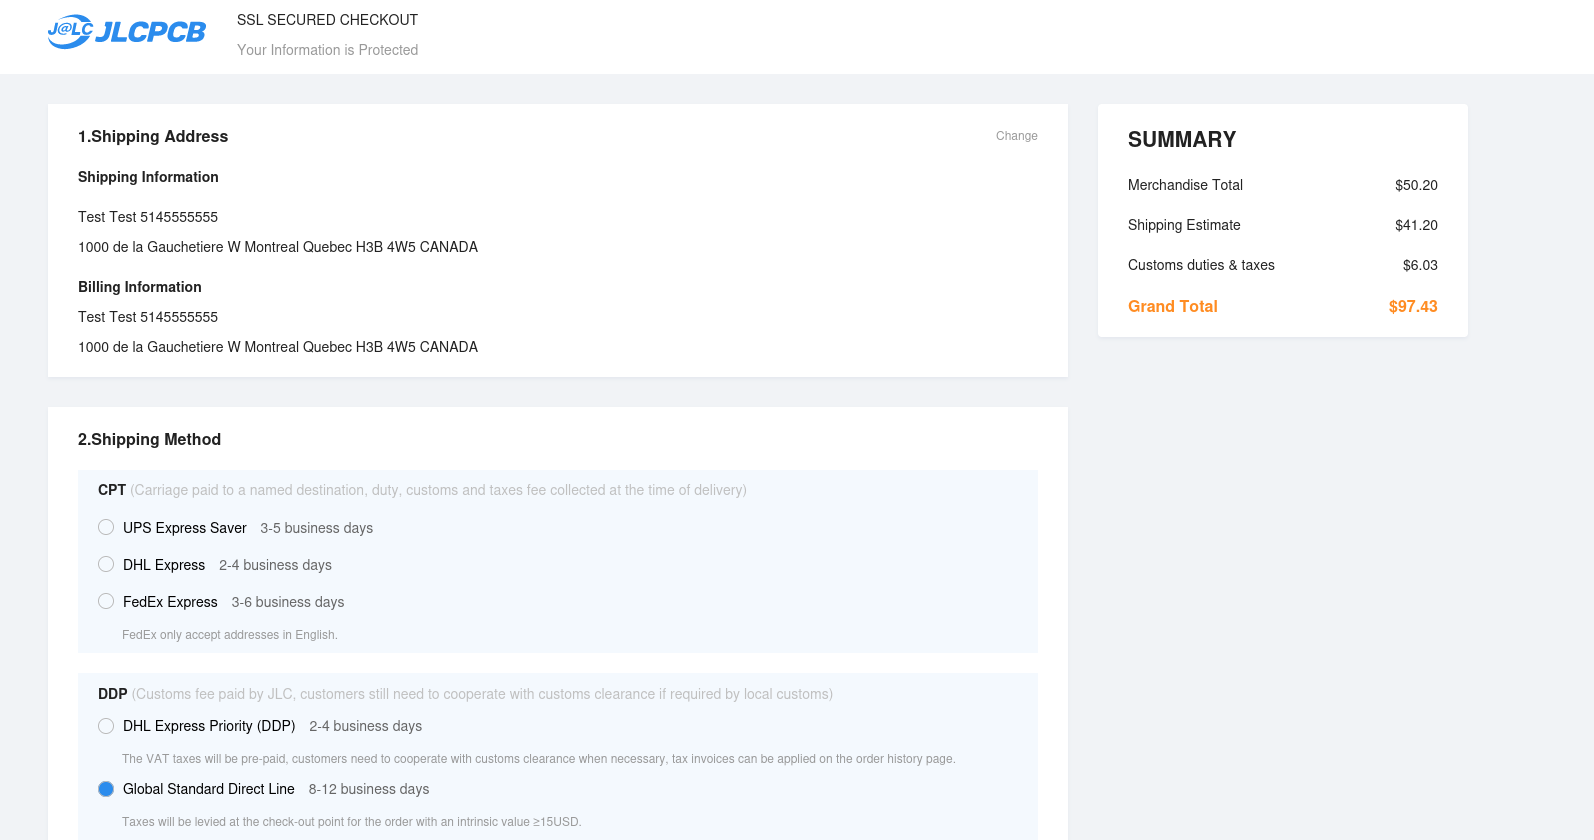 J@LC JLCPCB
SSL SECURED CHECKOUT
Your Information is Protected
1.Shipping Address
Change
Shipping Information
Test Test 5145555555
1000 de la Gauchetiere W Montreal Quebec H3B 4W5 CANADA
Billing Information
Test Test 5145555555
1000 de la Gauchetiere W Montreal Quebec H3B 4W5 CANADA
SUMMARY
Merchandise Total $50.20
Shipping Estimate $41.20
Customs duties & taxes $6.03
Grand Total $97.43
2.Shipping Method
CPT (Carriage paid to a named destination, duty, customs and taxes fee collected at the time of delivery)
UPS Express Saver 3-5 business days
DHL Express 2-4 business days
FedEx Express 3-6 business days
FedEx only accept addresses in English.
DDP (Customs fee paid by JLC, customers still need to cooperate with customs clearance if required by local customs)
DHL Express Priority (DDP) 2-4 business days
The VAT taxes will be pre-paid, customers need to cooperate with customs clearance when necessary, tax invoices can be applied on the order history page.
Global Standard Direct Line 8-12 business days
Taxes will be levied at the check-out point for the order with an intrinsic value ≥15USD.